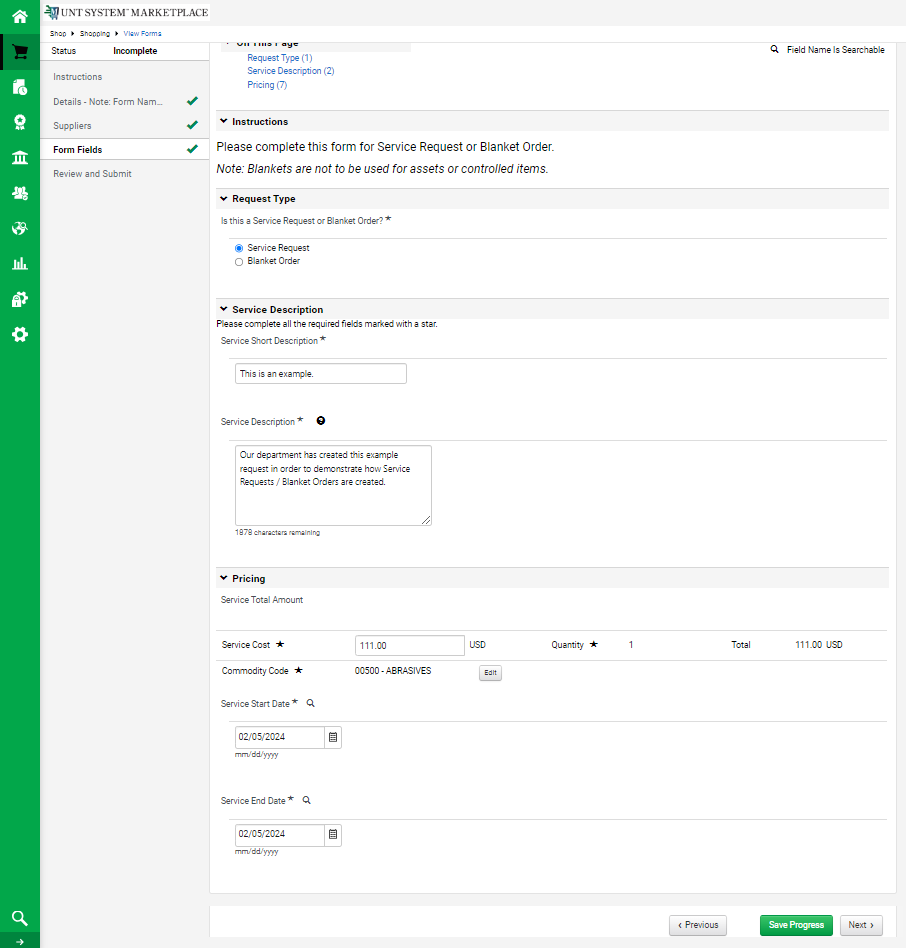 UNT SYSTEM™ MARKETPLACE
Shop ▸ Shopping ▸ View Forms
Status Incomplete
Instructions
Details - Note: Form Nam...
Suppliers
Form Fields
Review and Submit
On This Page
Request Type (1)
Service Description (2)
Pricing (7)
Field Name Is Searchable
Instructions
Please complete this form for Service Request or Blanket Order.
Note: Blankets are not to be used for assets or controlled items.
Request Type
Is this a Service Request or Blanket Order? *
Service Request
Blanket Order
Service Description
Please complete all the required fields marked with a star.
Service Short Description *
This is an example.
Service Description *
Our department has created this example
request in order to demonstrate how Service
Requests / Blanket Orders are created.
1878 characters remaining
Pricing
Service Total Amount
Service Cost ★ 111.00 USD Quantity ★ 1 Total 111.00 USD
Commodity Code ★ 00500 - ABRASIVES Edit
Service Start Date *
02/05/2024
mm/dd/yyyy
Service End Date *
02/05/2024
mm/dd/yyyy
‹ Previous Save Progress Next ›